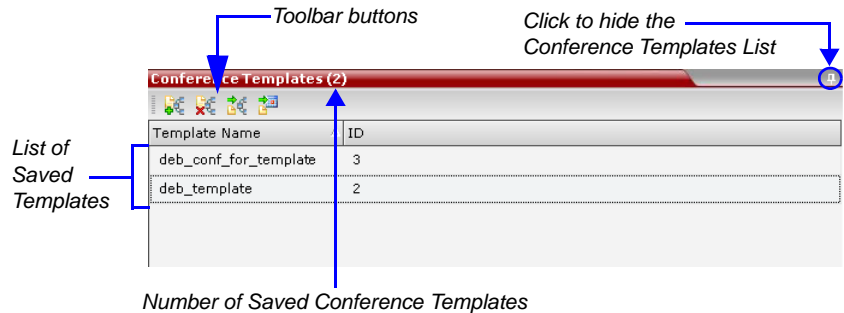 Toolbar buttons
Click to hide the
Conference Templates List
Conference Templates (2)
Template Name ID
List of
Saved
Templates
deb_conf_for_template 3
deb_template 2
Number of Saved Conference Templates